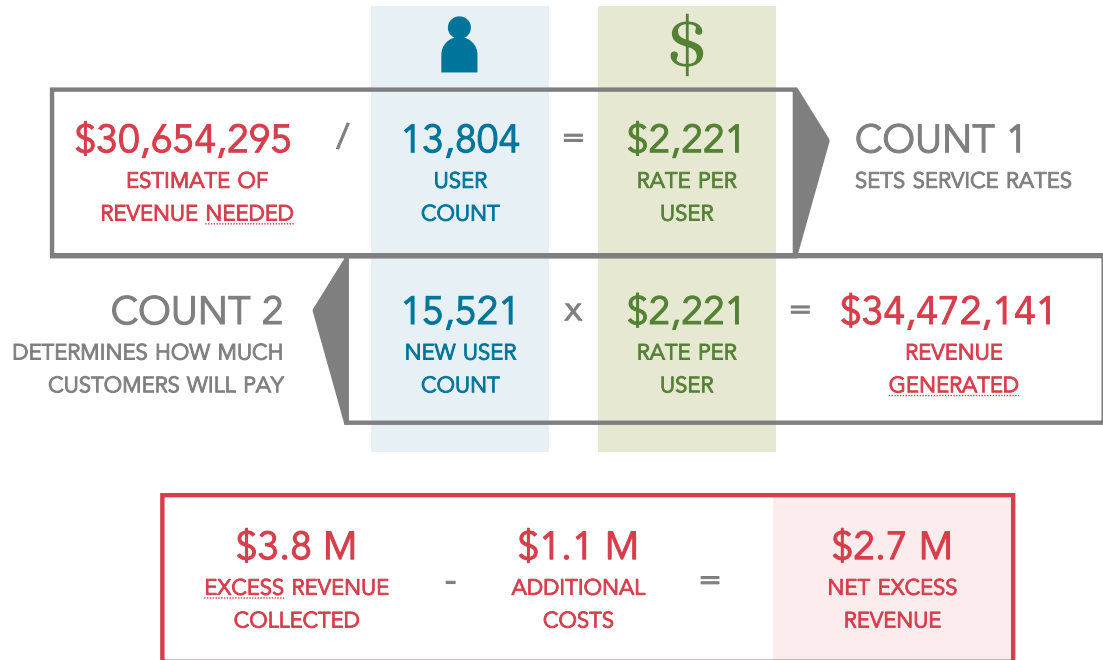 $
$30,654,295 / 13,804 = $2,221
ESTIMATE OF
REVENUE NEEDED
USER
COUNT
RATE PER
USER
COUNT 1
SETS SERVICE RATES
COUNT 2
DETERMINES HOW MUCH
CUSTOMERS WILL PAY
15,521 x $2,221 = $34,472,141
NEW USER
COUNT
RATE PER
USER
REVENUE
GENERATED
$3.8 M - $1.1 M = $2.7 M
EXCESS REVENUE
COLLECTED
ADDITIONAL
COSTS
NET EXCESS
REVENUE